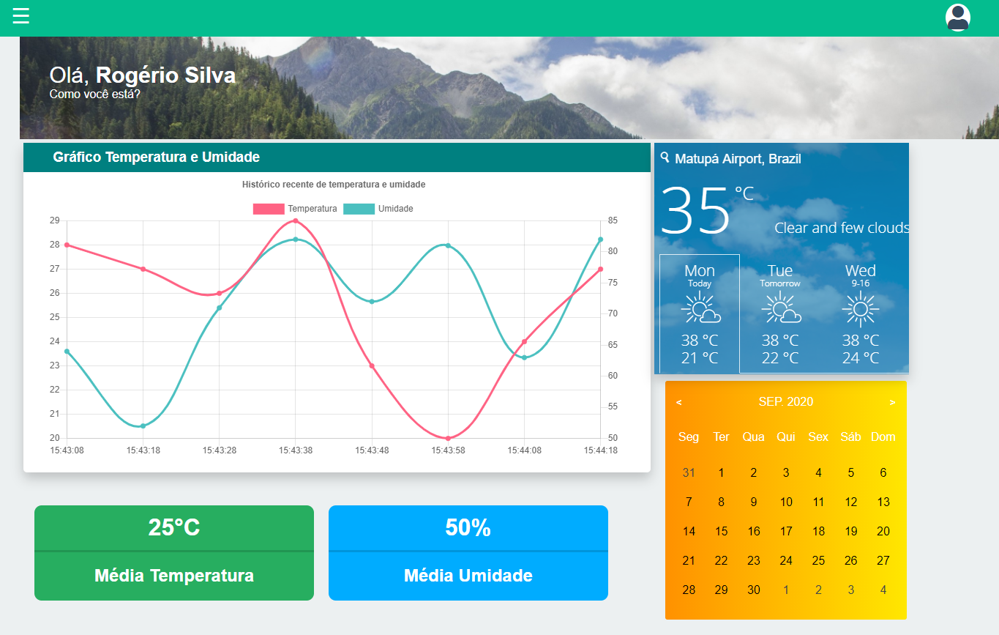 ☰
Olá, Rogério Silva
Como você está?
Gráfico Temperatura e Umidade
Histórico recente de temperatura e umidade
Temperatura Umidade
29 85
28 80
27 75
26 70
25 65
24 60
23 55
22 50
21
20
15:43:08 15:43:18 15:43:28 15:43:38 15:43:48 15:43:58 15:44:08 15:44:18
25°C
Média Temperatura
50%
Média Umidade
Matupá Airport, Brazil
35 °C
Clear and few clouds
Mon Tue Wed
Today Tomorrow 9-16
38 °C 38 °C 38 °C
21 °C 22 °C 24 °C
< SEP. 2020 >
Seg Ter Qua Qui Sex Sáb Dom
31 1 2 3 4 5 6
7 8 9 10 11 12 13
14 15 16 17 18 19 20
21 22 23 24 25 26 27
28 29 30 1 2 3 4